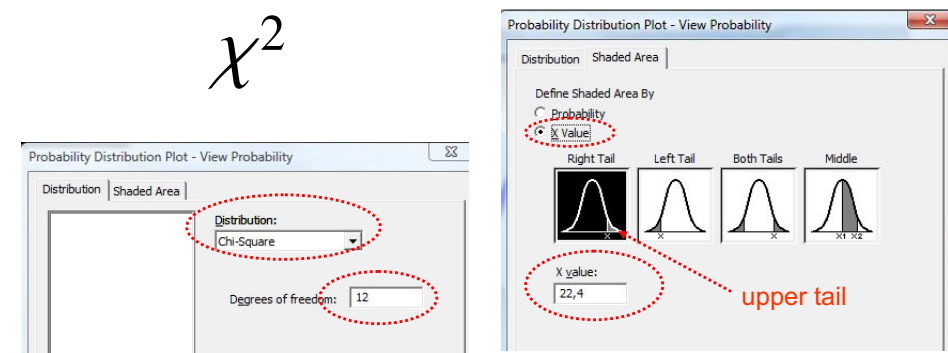 χ²
Probability Distribution Plot - View Probability
Distribution Shaded Area
Distribution:
Chi-Square
Degrees of freedom: 12
Probability Distribution Plot - View Probability
Distribution Shaded Area
Define Shaded Area By
Probability
X Value
Right Tail Left Tail Both Tails Middle
X X X X1 X2
X value:
22,4
upper tail